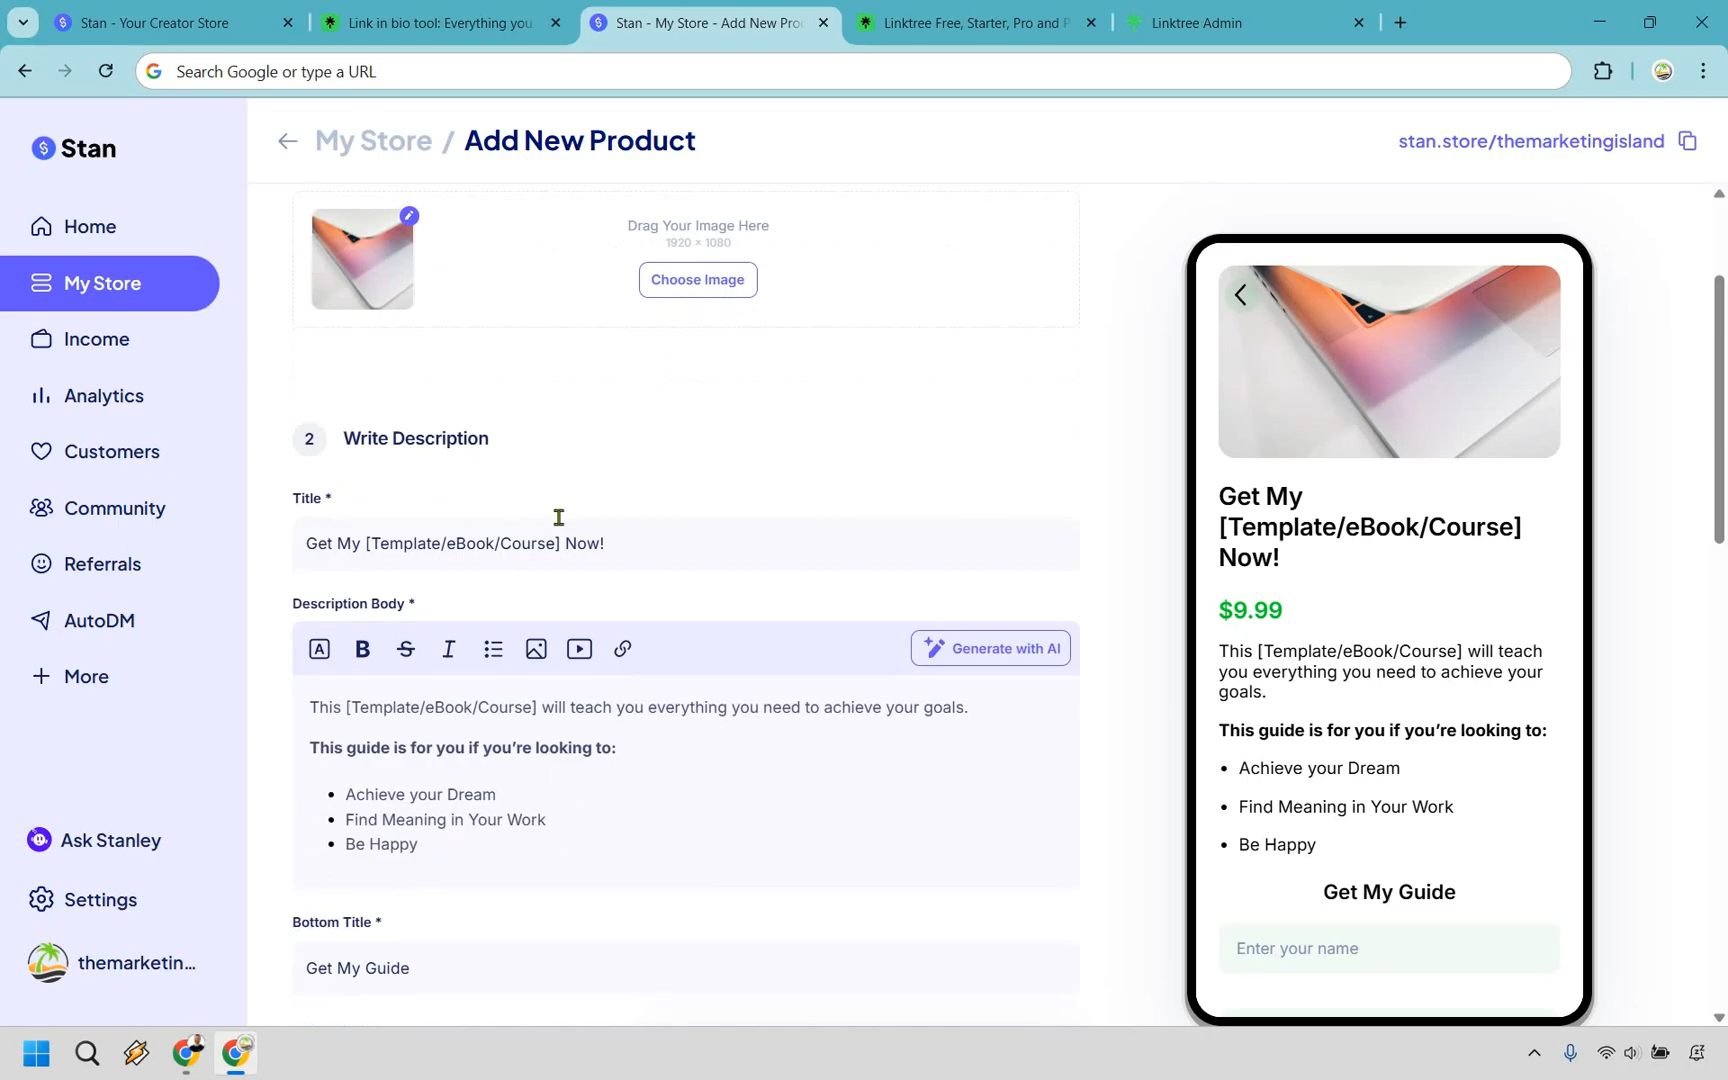 Stan - Your Creator Store
Link in bio tool: Everything you
Stan - My Store - Add New Pro
Linktree Free, Starter, Pro and P
Linktree Admin
Search Google or type a URL
Stan
My Store / Add New Product
stan.store/themarketingisland
Home
My Store
Income
Analytics
Customers
Community
Referrals
AutoDM
More
Ask Stanley
Settings
themarketin...
Drag Your Image Here
1920 × 1080
Choose Image
2 Write Description
Title *
Get My [Template/eBook/Course] Now!
Description Body *
Generate with AI
This [Template/eBook/Course] will teach you everything you need to achieve your goals.
This guide is for you if you’re looking to:
• Achieve your Dream
• Find Meaning in Your Work
• Be Happy
Bottom Title *
Get My Guide
Get My
[Template/eBook/Course]
Now!
$9.99
This [Template/eBook/Course] will teach
you everything you need to achieve your
goals.
This guide is for you if you’re looking to:
• Achieve your Dream
• Find Meaning in Your Work
• Be Happy
Get My Guide
Enter your name